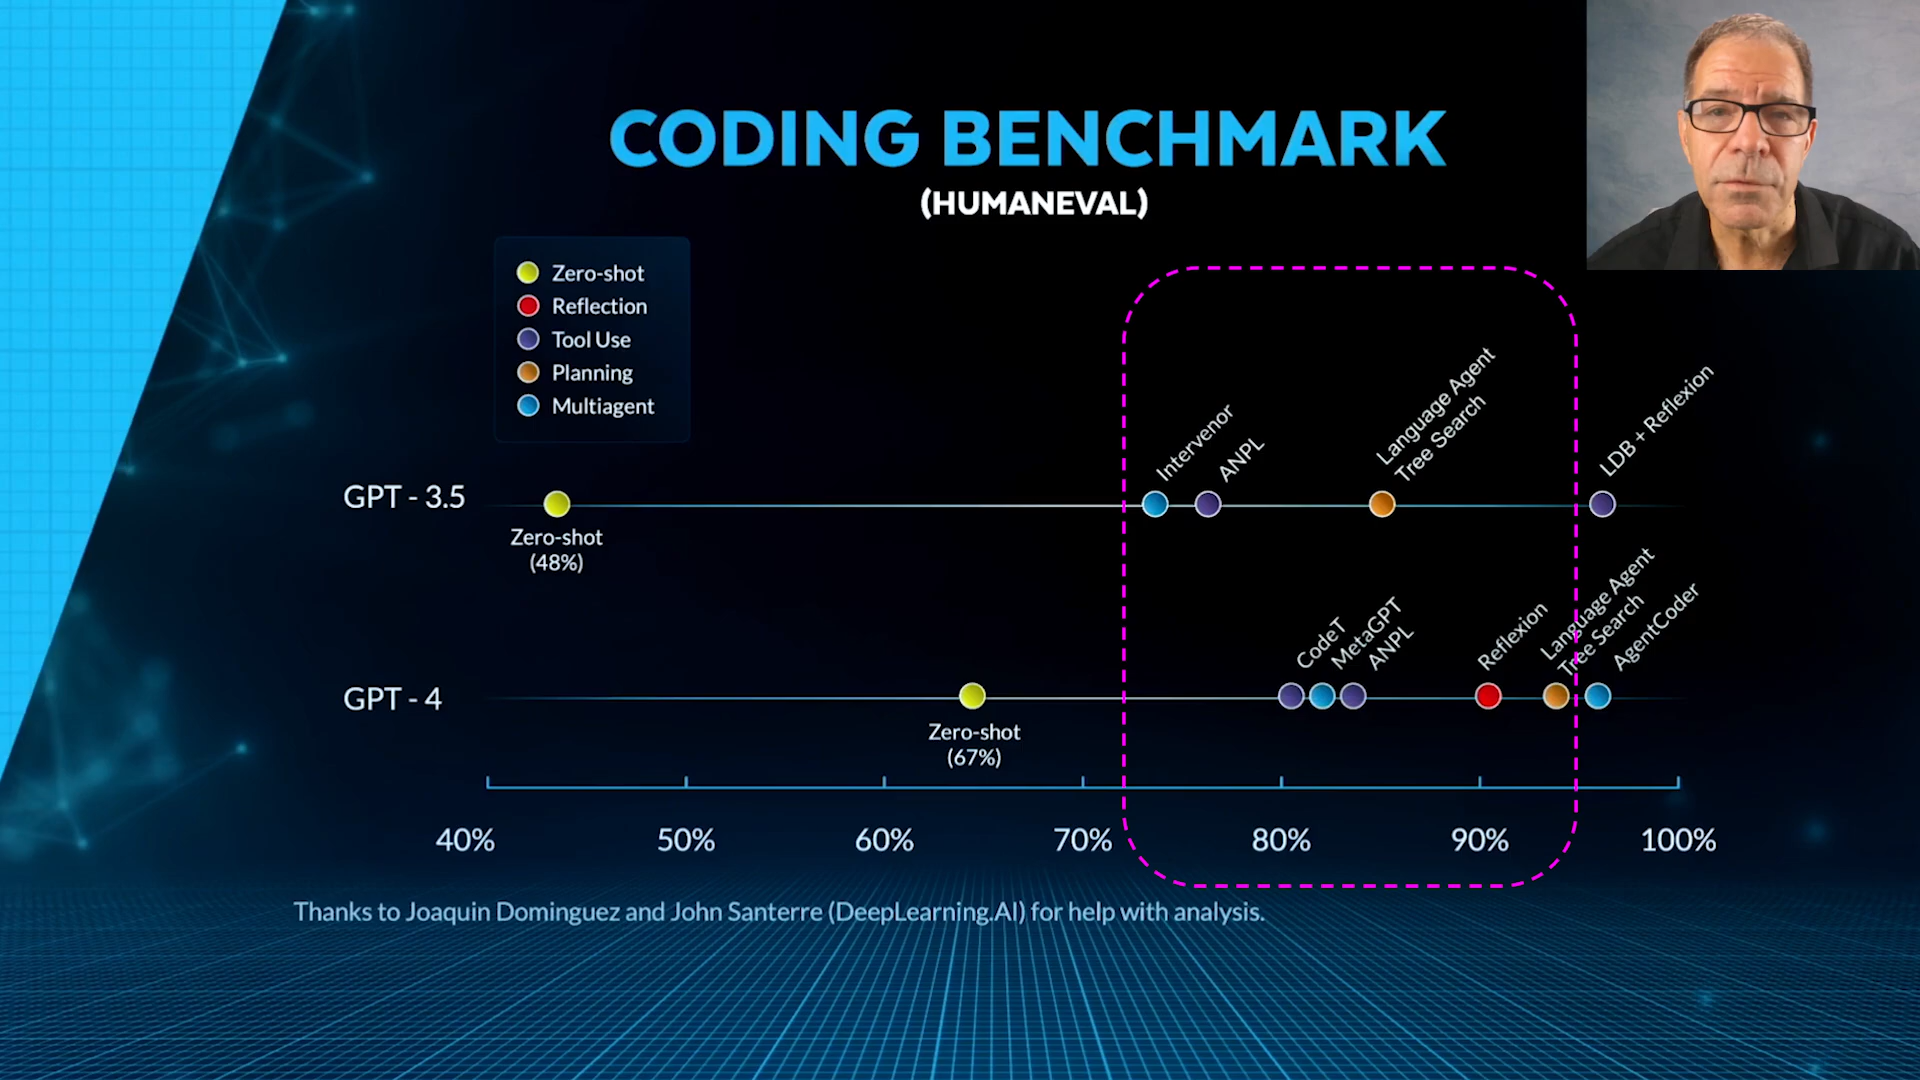 CODING BENCHMARK
(HUMANEVAL)
Zero-shot
Reflection
Tool Use
Planning
Multiagent
GPT - 3.5
Zero-shot
(48%)
Intervenor
ANPL
Language Agent
Tree Search
LDB + Reflexion
GPT - 4
Zero-shot
(67%)
CodeT
MetaGPT
ANPL
Reflexion
Language Agent
Tree Search
AgentCoder
40%
50%
60%
70%
80%
90%
100%
Thanks to Joaquin Dominguez and John Santerre (DeepLearning.AI) for help with analysis.